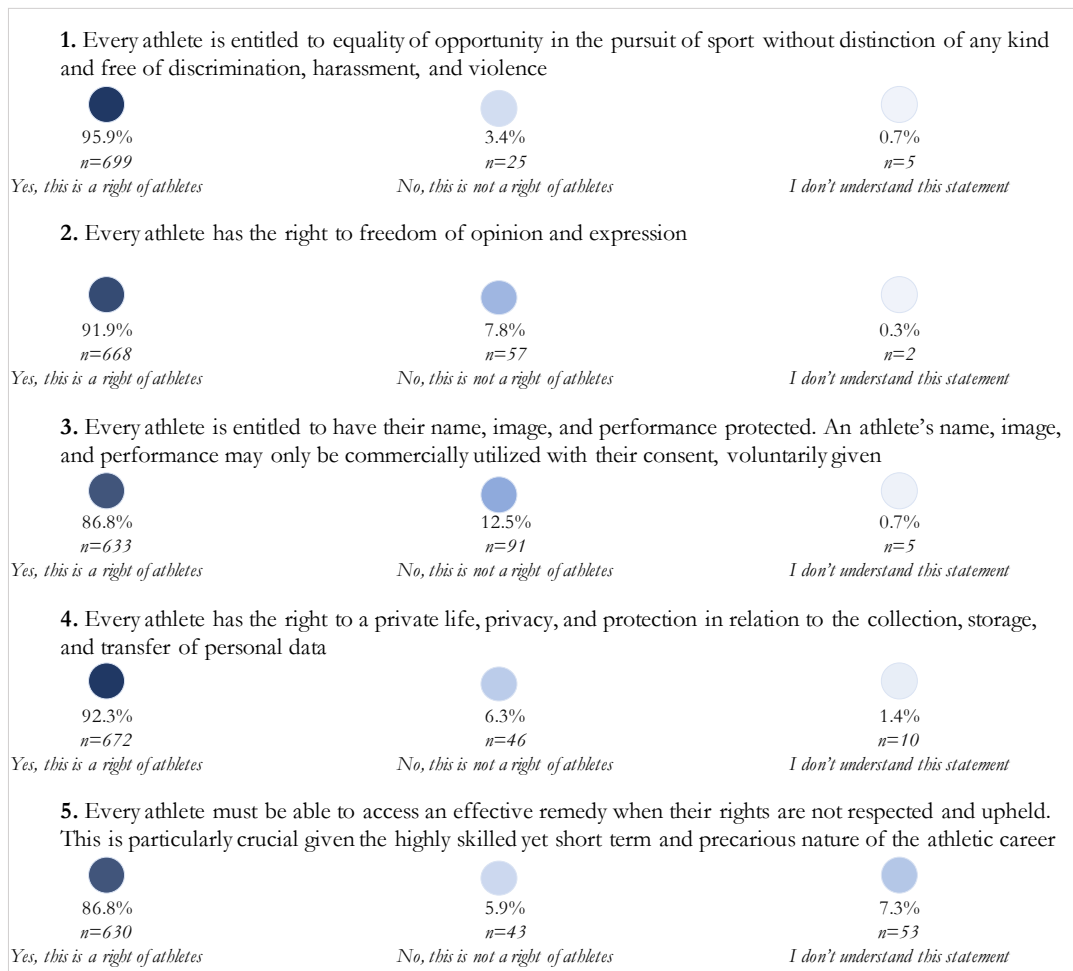 1. Every athlete is entitled to equality of opportunity in the pursuit of sport without distinction of any kind
and free of discrimination, harassment, and violence
95.9% 3.4% 0.7%
n=699 n=25 n=5
Yes, this is a right of athletes No, this is not a right of athletes I don't understand this statement
2. Every athlete has the right to freedom of opinion and expression
91.9% 7.8% 0.3%
n=668 n=57 n=2
Yes, this is a right of athletes No, this is not a right of athletes I don't understand this statement
3. Every athlete is entitled to have their name, image, and performance protected. An athlete's name, image,
and performance may only be commercially utilized with their consent, voluntarily given
86.8% 12.5% 0.7%
n=633 n=91 n=5
Yes, this is a right of athletes No, this is not a right of athletes I don't understand this statement
4. Every athlete has the right to a private life, privacy, and protection in relation to the collection, storage,
and transfer of personal data
92.3% 6.3% 1.4%
n=672 n=46 n=10
Yes, this is a right of athletes No, this is not a right of athletes I don't understand this statement
5. Every athlete must be able to access an effective remedy when their rights are not respected and upheld.
This is particularly crucial given the highly skilled yet short term and precarious nature of the athletic career
86.8% 5.9% 7.3%
n=630 n=43 n=53
Yes, this is a right of athletes No, this is not a right of athletes I don't understand this statement